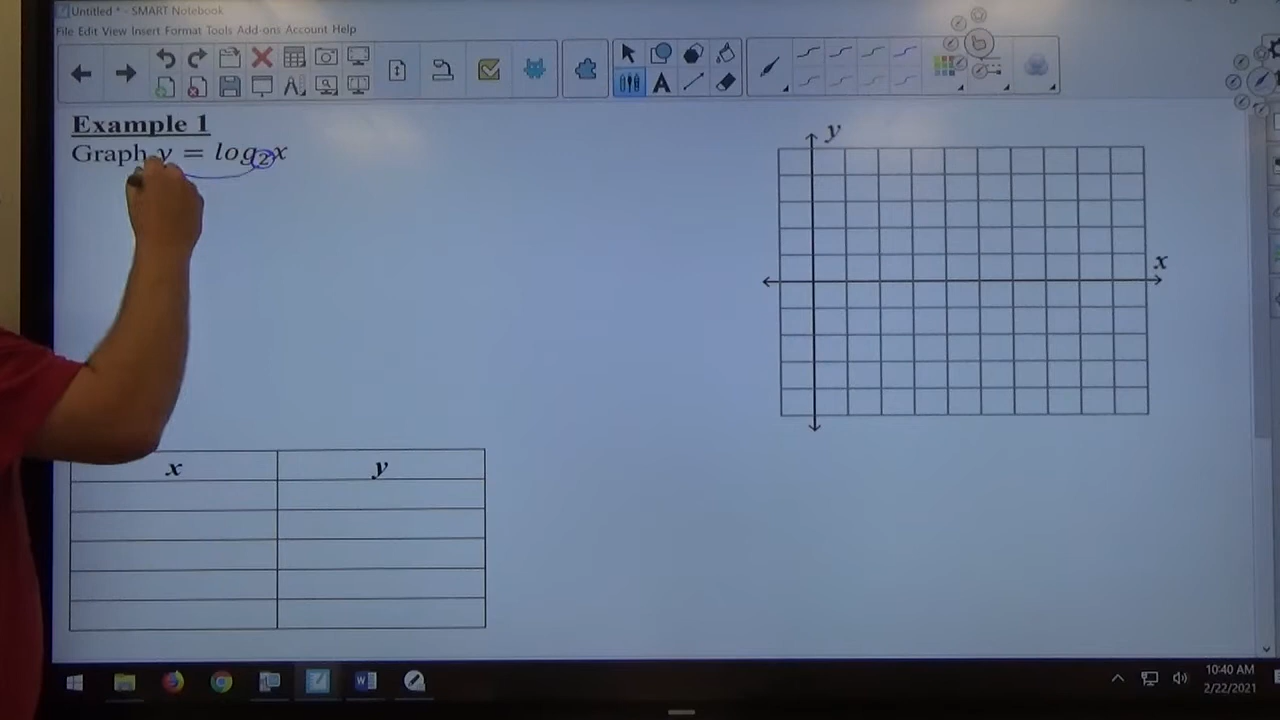 Untitled * - SMART Notebook
File Edit View Insert Format Tools Add-ons Account Help
Example 1
Graph y = log₂x
y
x
x y
10:40 AM
2/22/2021